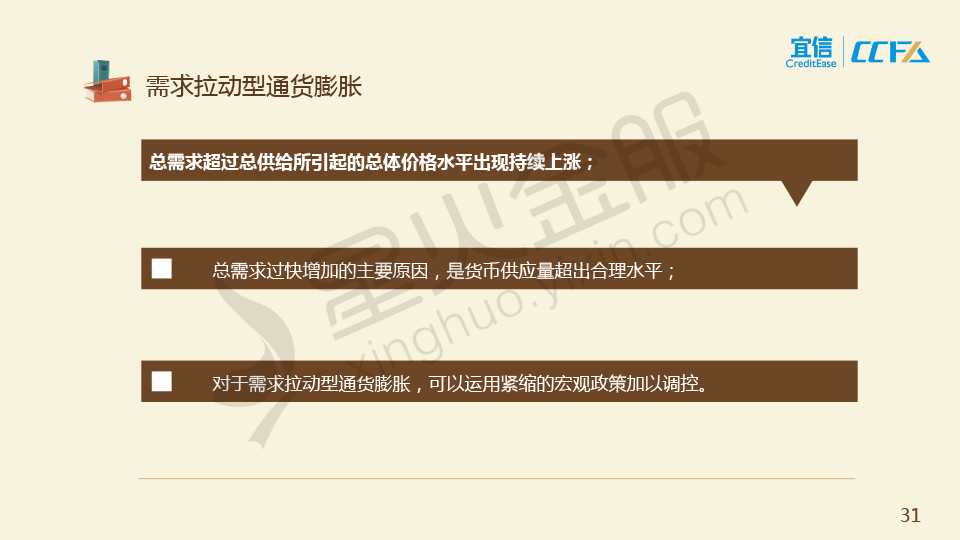 宜信
CreditEase
CCFA
需求拉动型通货膨胀
总需求超过总供给所引起的总体价格水平出现持续上涨；
总需求过快增加的主要原因，是货币供应量超出合理水平；
对于需求拉动型通货膨胀，可以运用紧缩的宏观政策加以调控。
星火金服
xinghuo.yixin.com
31